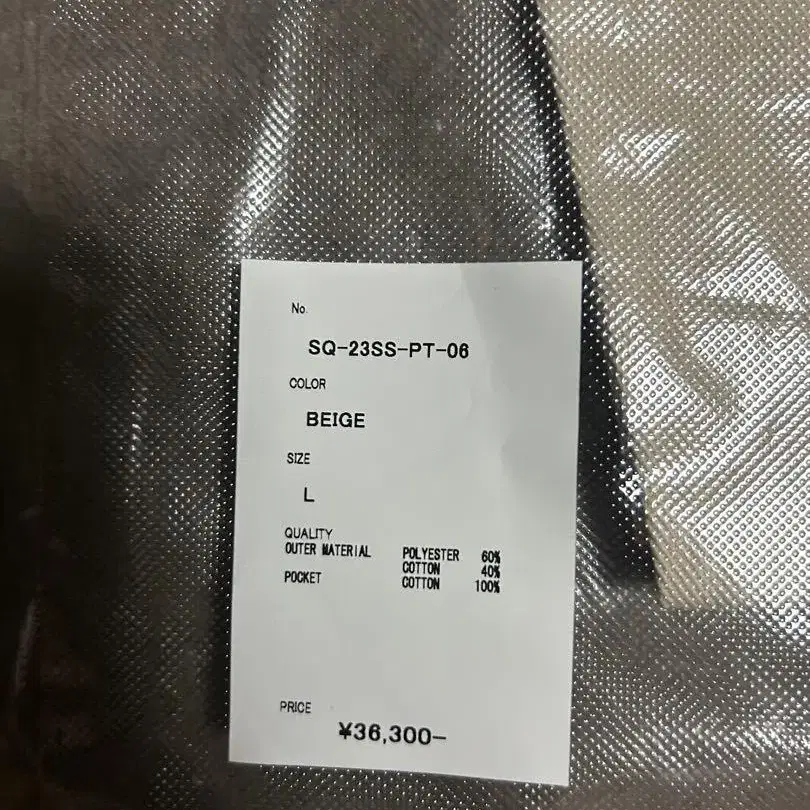 No.
SQ-23SS-PT-06
COLOR
BEIGE
SIZE
L
QUALITY
OUTER MATERIAL POLYESTER 60%
COTTON 40%
POCKET COTTON 100%
PRICE
¥36,300-